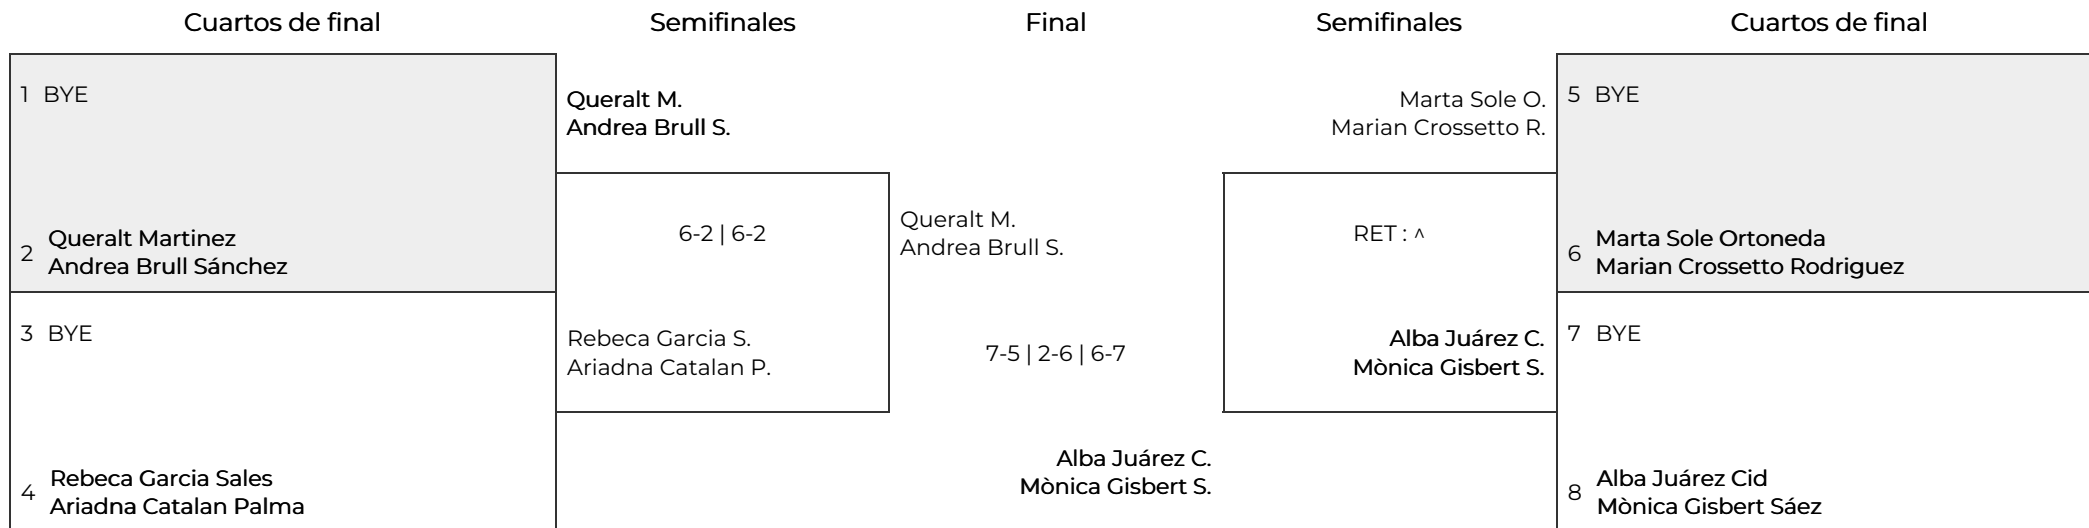 Cuartos de final
Semifinales
Final
Semifinales
Cuartos de final
1 BYE
2 Queralt Martinez
Andrea Brull Sánchez
3 BYE
4 Rebeca Garcia Sales
Ariadna Catalan Palma
Queralt M.
Andrea Brull S.
6-2 | 6-2
Rebeca Garcia S.
Ariadna Catalan P.
Queralt M.
Andrea Brull S.
7-5 | 2-6 | 6-7
Alba Juárez C.
Mònica Gisbert S.
Marta Sole O.
Marian Crossetto R.
RET : ^
Alba Juárez C.
Mònica Gisbert S.
5 BYE
6 Marta Sole Ortoneda
Marian Crossetto Rodriguez
7 BYE
8 Alba Juárez Cid
Mònica Gisbert Sáez